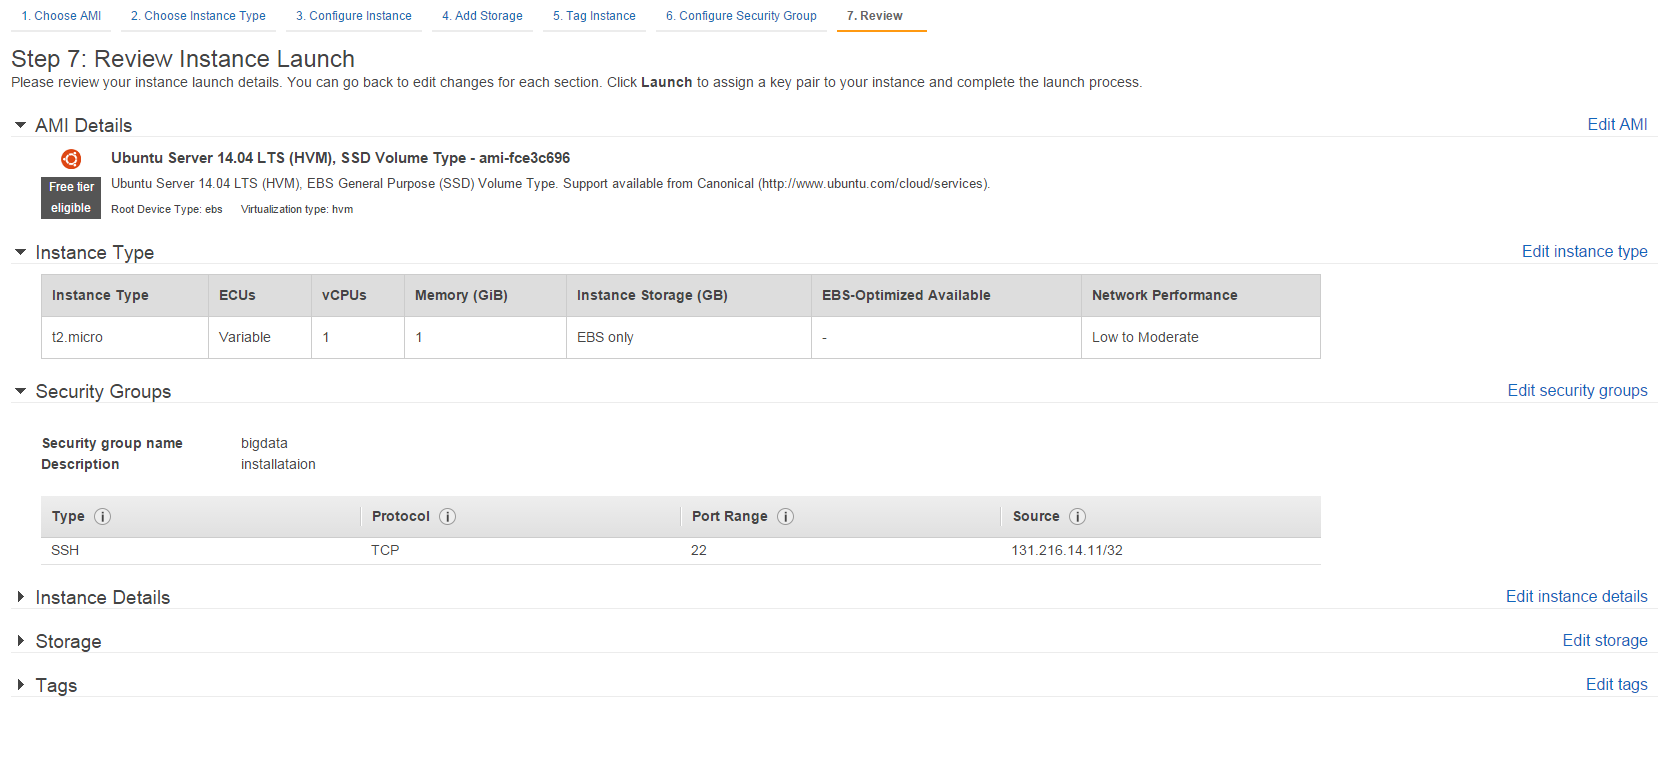 1. Choose AMI 2. Choose Instance Type 3. Configure Instance 4. Add Storage 5. Tag Instance 6. Configure Security Group 7. Review
Step 7: Review Instance Launch
Please review your instance launch details. You can go back to edit changes for each section. Click Launch to assign a key pair to your instance and complete the launch process.
AMI Details Edit AMI
Ubuntu Server 14.04 LTS (HVM), SSD Volume Type - ami-fce3c696
Free tier
eligible
Ubuntu Server 14.04 LTS (HVM), EBS General Purpose (SSD) Volume Type. Support available from Canonical (http://www.ubuntu.com/cloud/services).
Root Device Type: ebs Virtualization type: hvm
Instance Type Edit instance type
Instance Type ECUs vCPUs Memory (GiB) Instance Storage (GB) EBS-Optimized Available Network Performance
t2.micro Variable 1 1 EBS only - Low to Moderate
Security Groups Edit security groups
Security group name bigdata
Description installataion
Type i Protocol i Port Range i Source i
SSH TCP 22 131.216.14.11/32
Instance Details Edit instance details
Storage Edit storage
Tags Edit tags